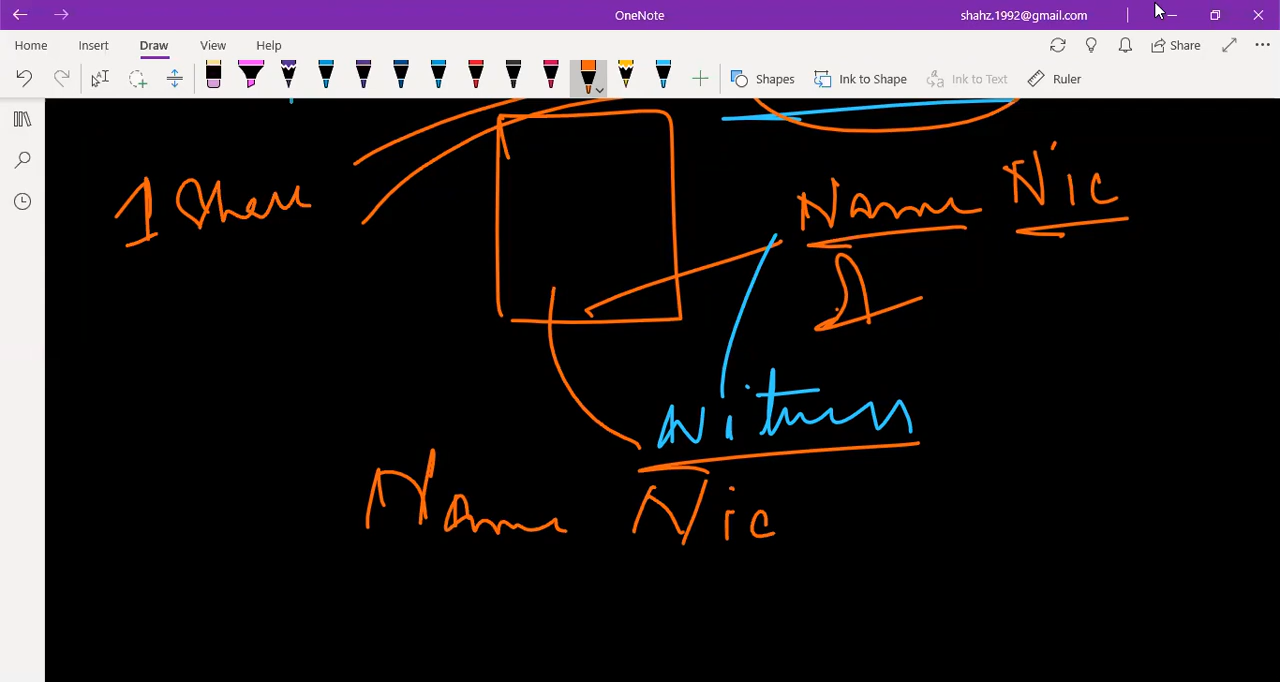 OneNote
shahz.1992@gmail.com
Home Insert Draw View Help
Share
Shapes Ink to Shape Ink to Text Ruler
1
Name Nic
Witness
Name Nic